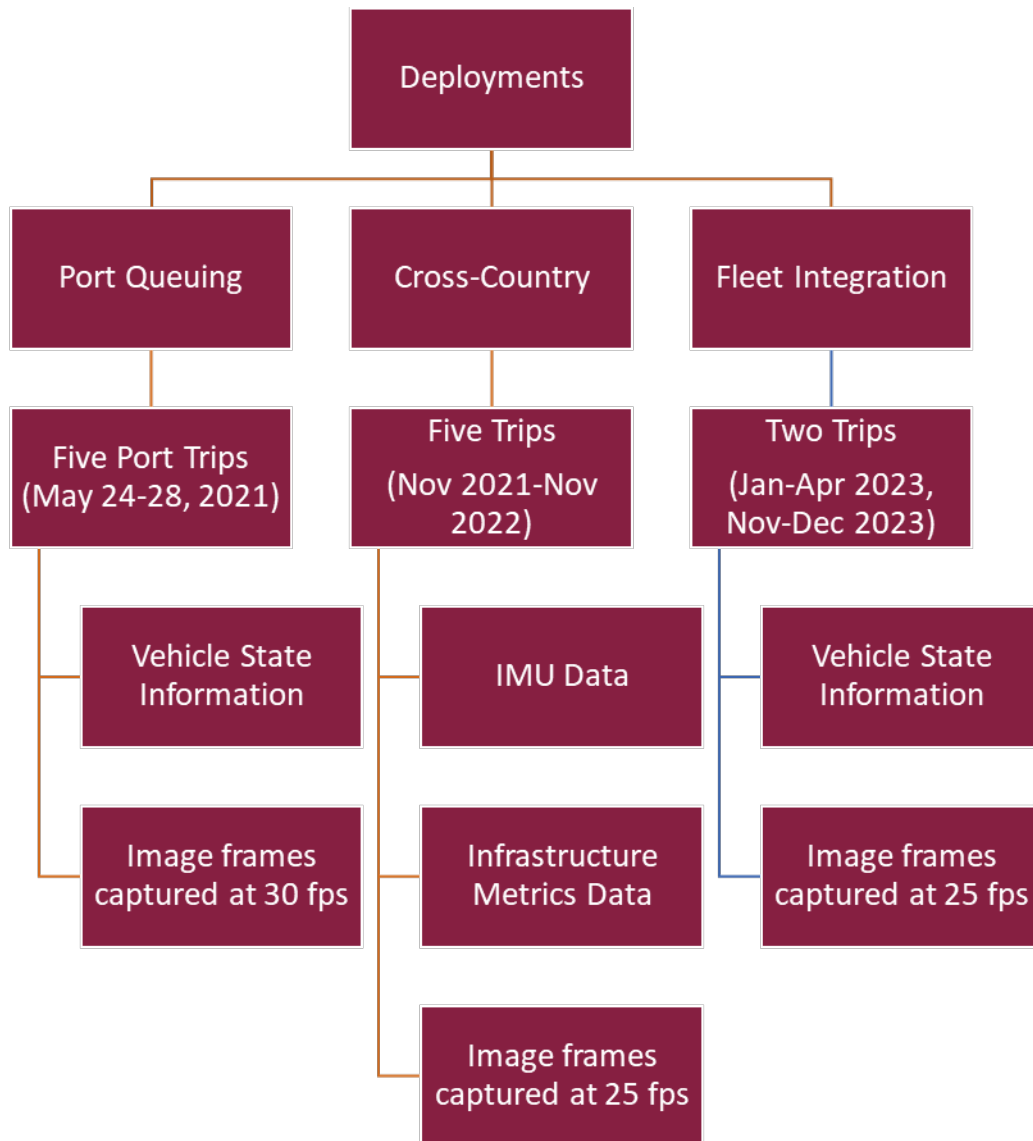 Deployments
Port Queuing
Cross-Country
Fleet Integration
Five Port Trips
(May 24-28, 2021)
Five Trips
(Nov 2021-Nov
2022)
Two Trips
(Jan-Apr 2023,
Nov-Dec 2023)
Vehicle State
Information
IMU Data
Vehicle State
Information
Image frames
captured at 30 fps
Infrastructure
Metrics Data
Image frames
captured at 25 fps
Image frames
captured at 25 fps